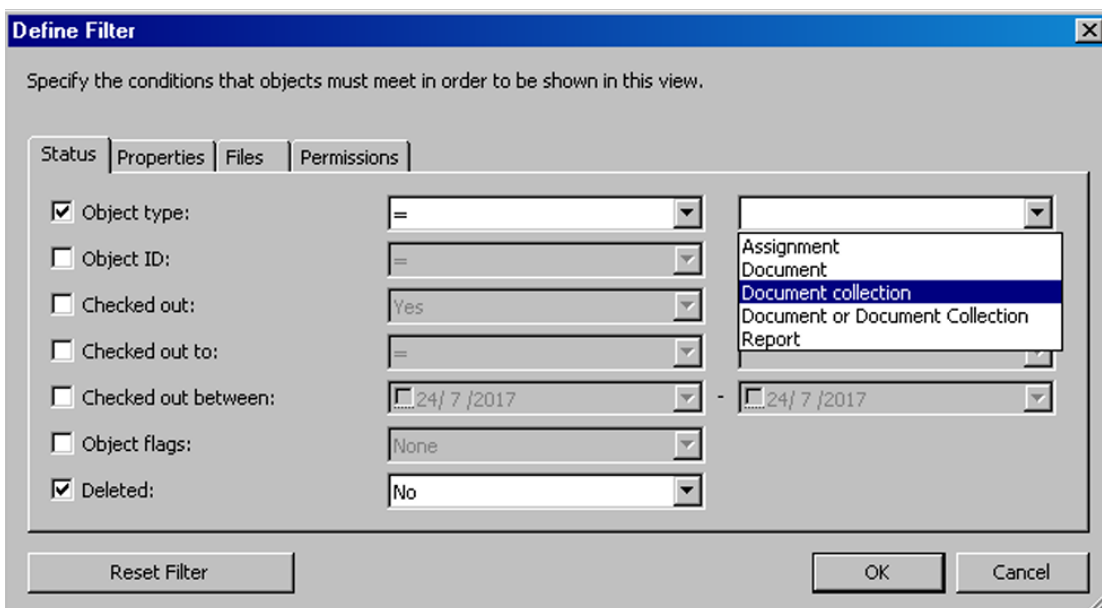 Define Filter
Specify the conditions that objects must meet in order to be shown in this view.
Status Properties Files Permissions
Object type: =
Assignment
Object ID: =
Document
Document collection
Checked out: Yes
Document or Document Collection
Report
Checked out to: =
Checked out between: 24/ 7 /2017 - 24/ 7 /2017
Object flags: None
Deleted: No
Reset Filter OK Cancel